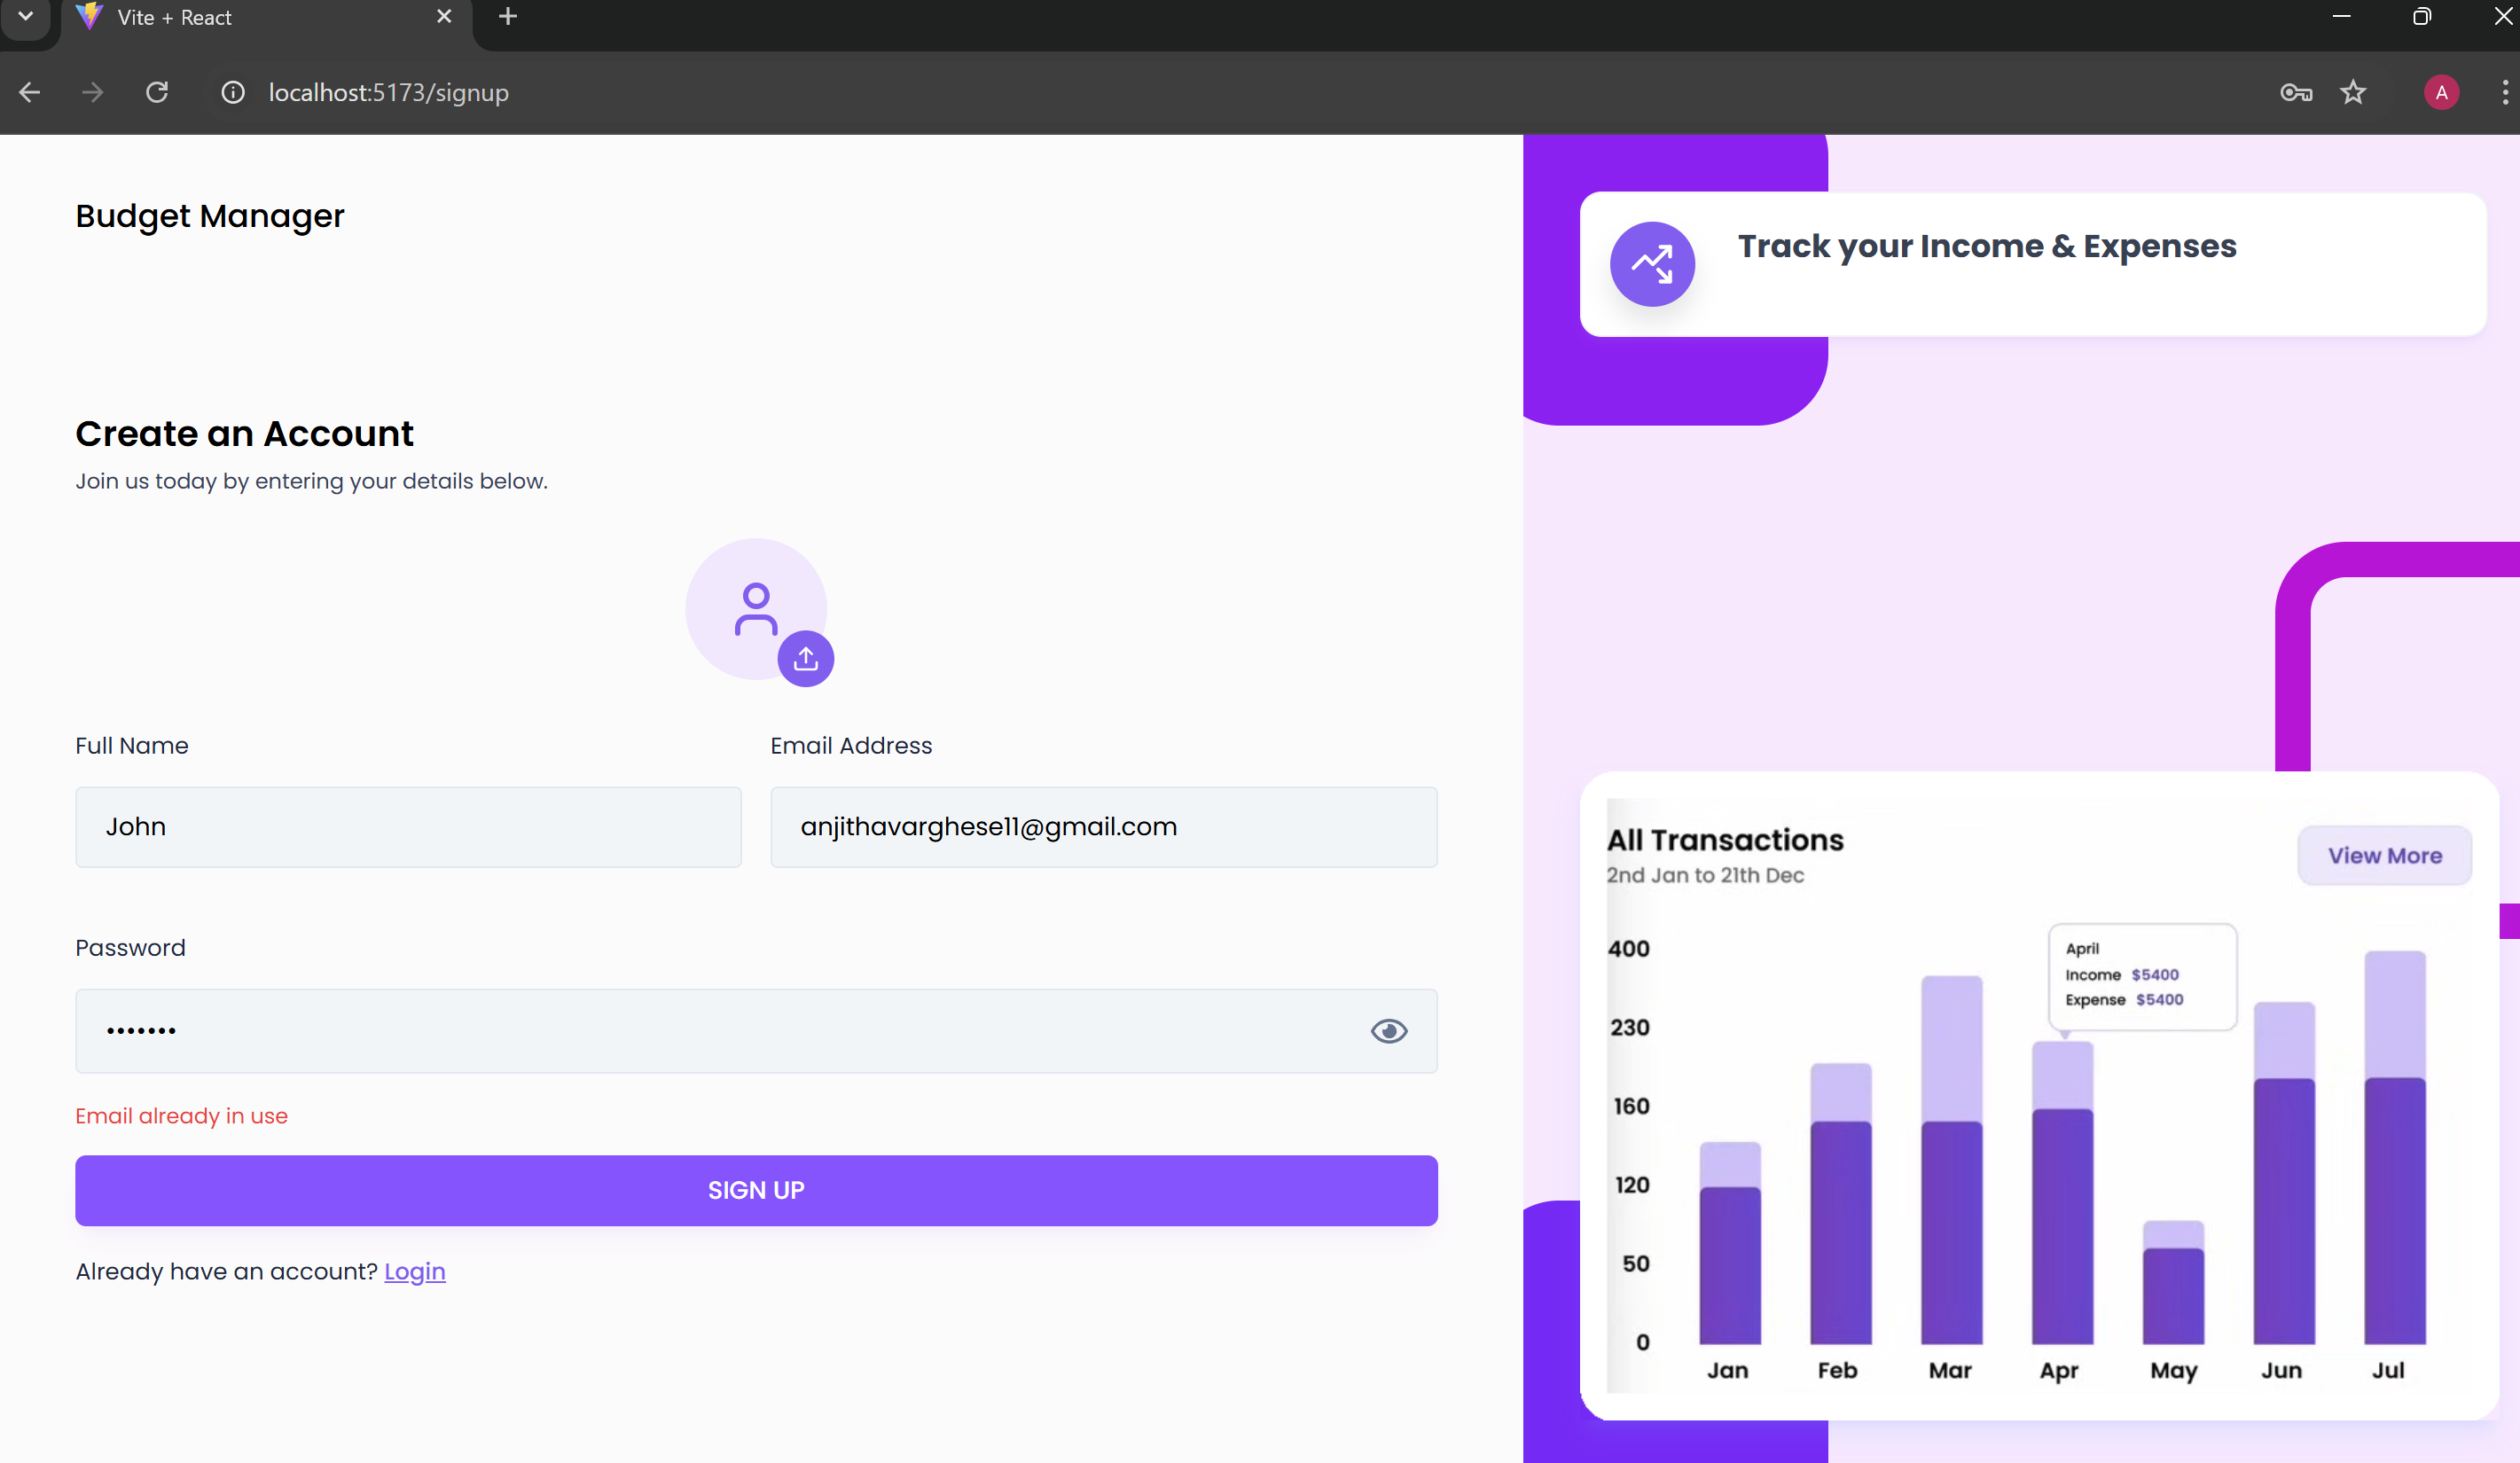 Vite + React
localhost:5173/signup
A
Budget Manager
Create an Account
Join us today by entering your details below.
Full Name
Email Address
John
anjithavarghese11@gmail.com
Password
•••••••
Email already in use
SIGN UP
Already have an account? Login
Track your Income & Expenses
All Transactions
2nd Jan to 21th Dec
View More
April
Income $5400
Expense $5400
400
230
160
120
50
0
Jan Feb Mar Apr May Jun Jul